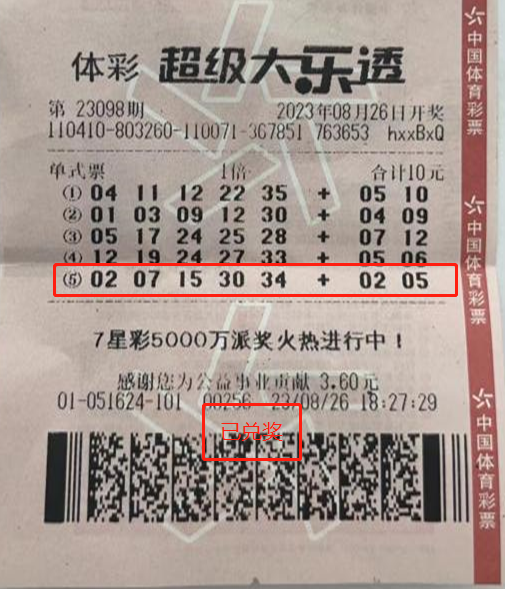 体彩 超级大乐透
第 23098期 2023年08月26日开奖
110410-803260-110071-367851 763653 hxxBxQ
单式票 1倍 合计10元
① 04 11 12 22 35 + 05 10
② 01 03 09 12 30 + 04 09
③ 05 17 24 25 28 + 07 12
④ 12 19 24 27 33 + 05 06
⑤ 02 07 15 30 34 + 02 05
7星彩5000万派奖火热进行中！
感谢您为公益事业贡献 3.60元
01-051624-101 00256 23/08/26 18:27:29
已兑奖
中国体育彩票
中国体育彩票
中国体育彩票